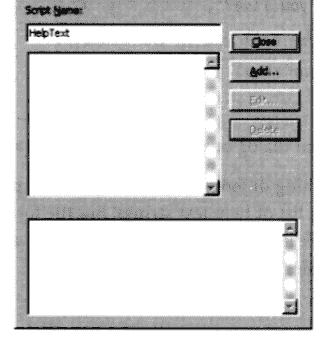 Script Name:
HelpText
Close
Add...
Edit...
Delete